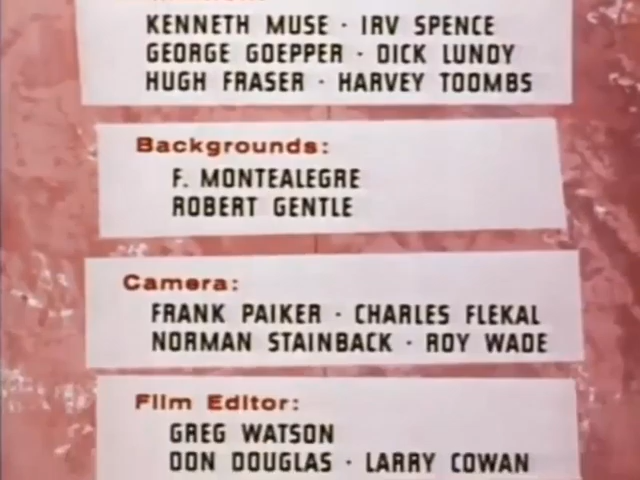 KENNETH MUSE · IRV SPENCE
GEORGE GOEPPER · DICK LUNDY
HUGH FRASER · HARVEY TOOMBS
Backgrounds:
F. MONTEALEGRE
ROBERT GENTLE
Camera:
FRANK PAIKER · CHARLES FLEKAL
NORMAN STAINBACK · ROY WADE
Film Editor:
GREG WATSON
DON DOUGLAS · LARRY COWAN